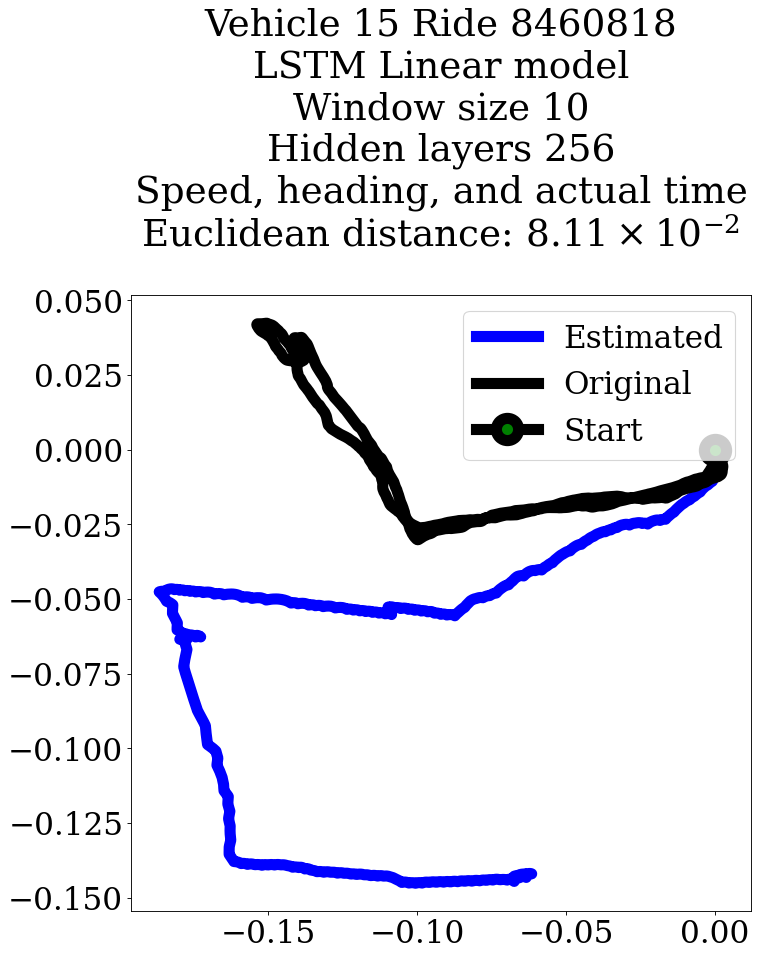 Vehicle 15 Ride 8460818
LSTM Linear model
Window size 10
Hidden layers 256
Speed, heading, and actual time
Euclidean distance: 8.11 × 10⁻²
Estimated
Original
Start
0.050
0.025
0.000
−0.025
−0.050
−0.075
−0.100
−0.125
−0.150
−0.15 −0.10 −0.05 0.00